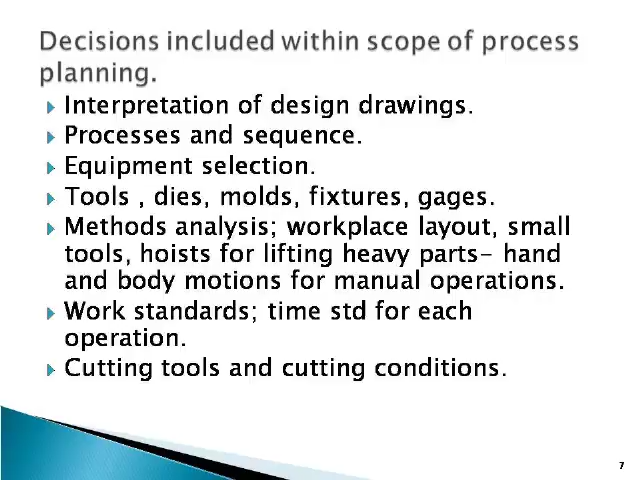 Decisions included within scope of process
planning.
Interpretation of design drawings.
Processes and sequence.
Equipment selection.
Tools , dies, molds, fixtures, gages.
Methods analysis; workplace layout, small
tools, hoists for lifting heavy parts- hand
and body motions for manual operations.
Work standards; time std for each
operation.
Cutting tools and cutting conditions.
7